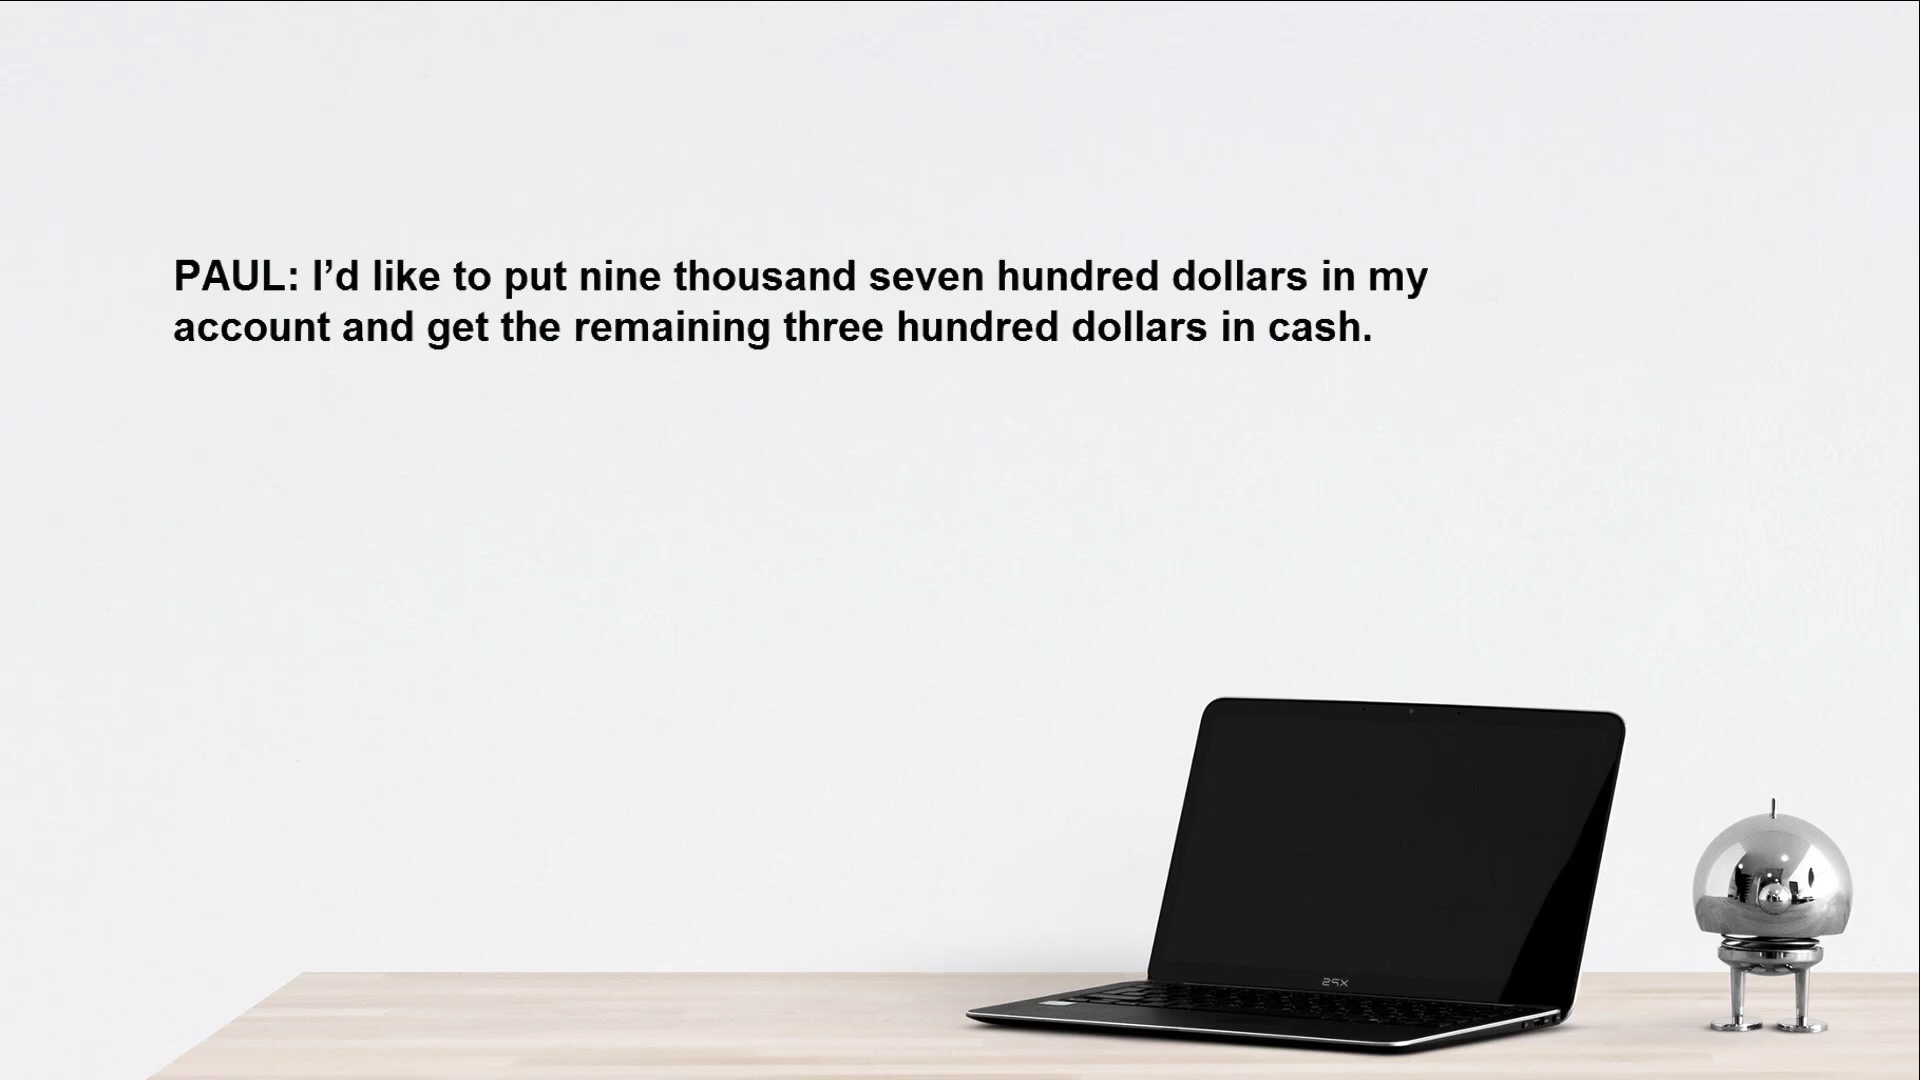 PAUL: I’d like to put nine thousand seven hundred dollars in my
account and get the remaining three hundred dollars in cash.
XPS